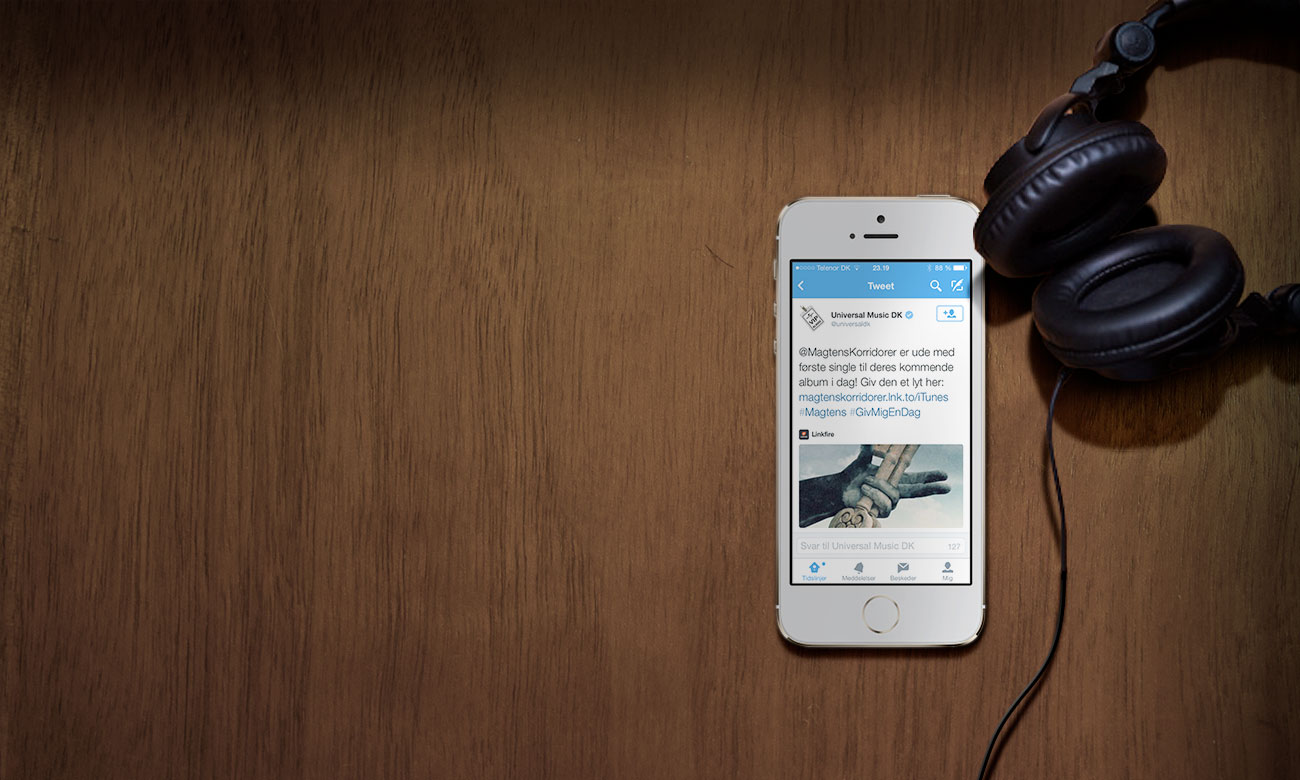 Telenor DK 23.19 88 %
Tweet
VIP
Universal Music DK
@universaldk
@MagtensKorridorer er ude med
første single til deres kommende
album i dag! Giv den et lyt her:
magtenskorridorer.lnk.to/iTunes
#Magtens #GivMigEnDag
Linkfire
Svar til Universal Music DK 127
Tidslinjer Meddelelser Beskeder Mig